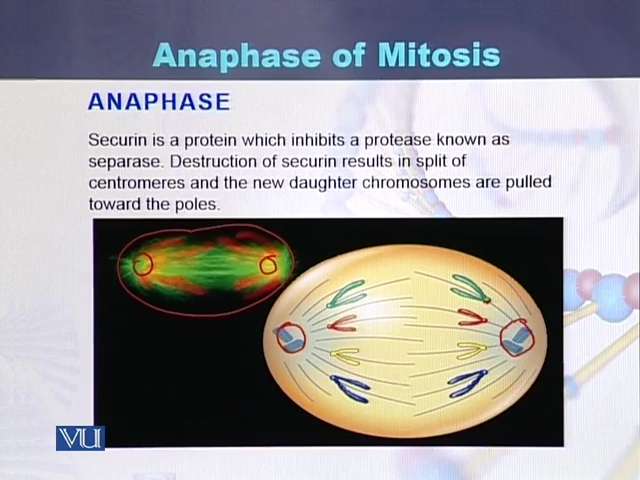 Anaphase of Mitosis
ANAPHASE
Securin is a protein which inhibits a protease known as
separase. Destruction of securin results in split of
centromeres and the new daughter chromosomes are pulled
toward the poles.
VU